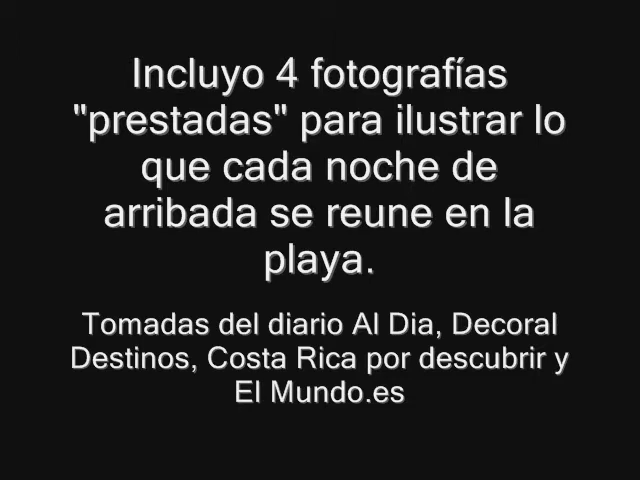 Incluyo 4 fotografías
"prestadas" para ilustrar lo
que cada noche de
arribada se reune en la
playa.
Tomadas del diario Al Dia, Decoral
Destinos, Costa Rica por descubrir y
El Mundo.es